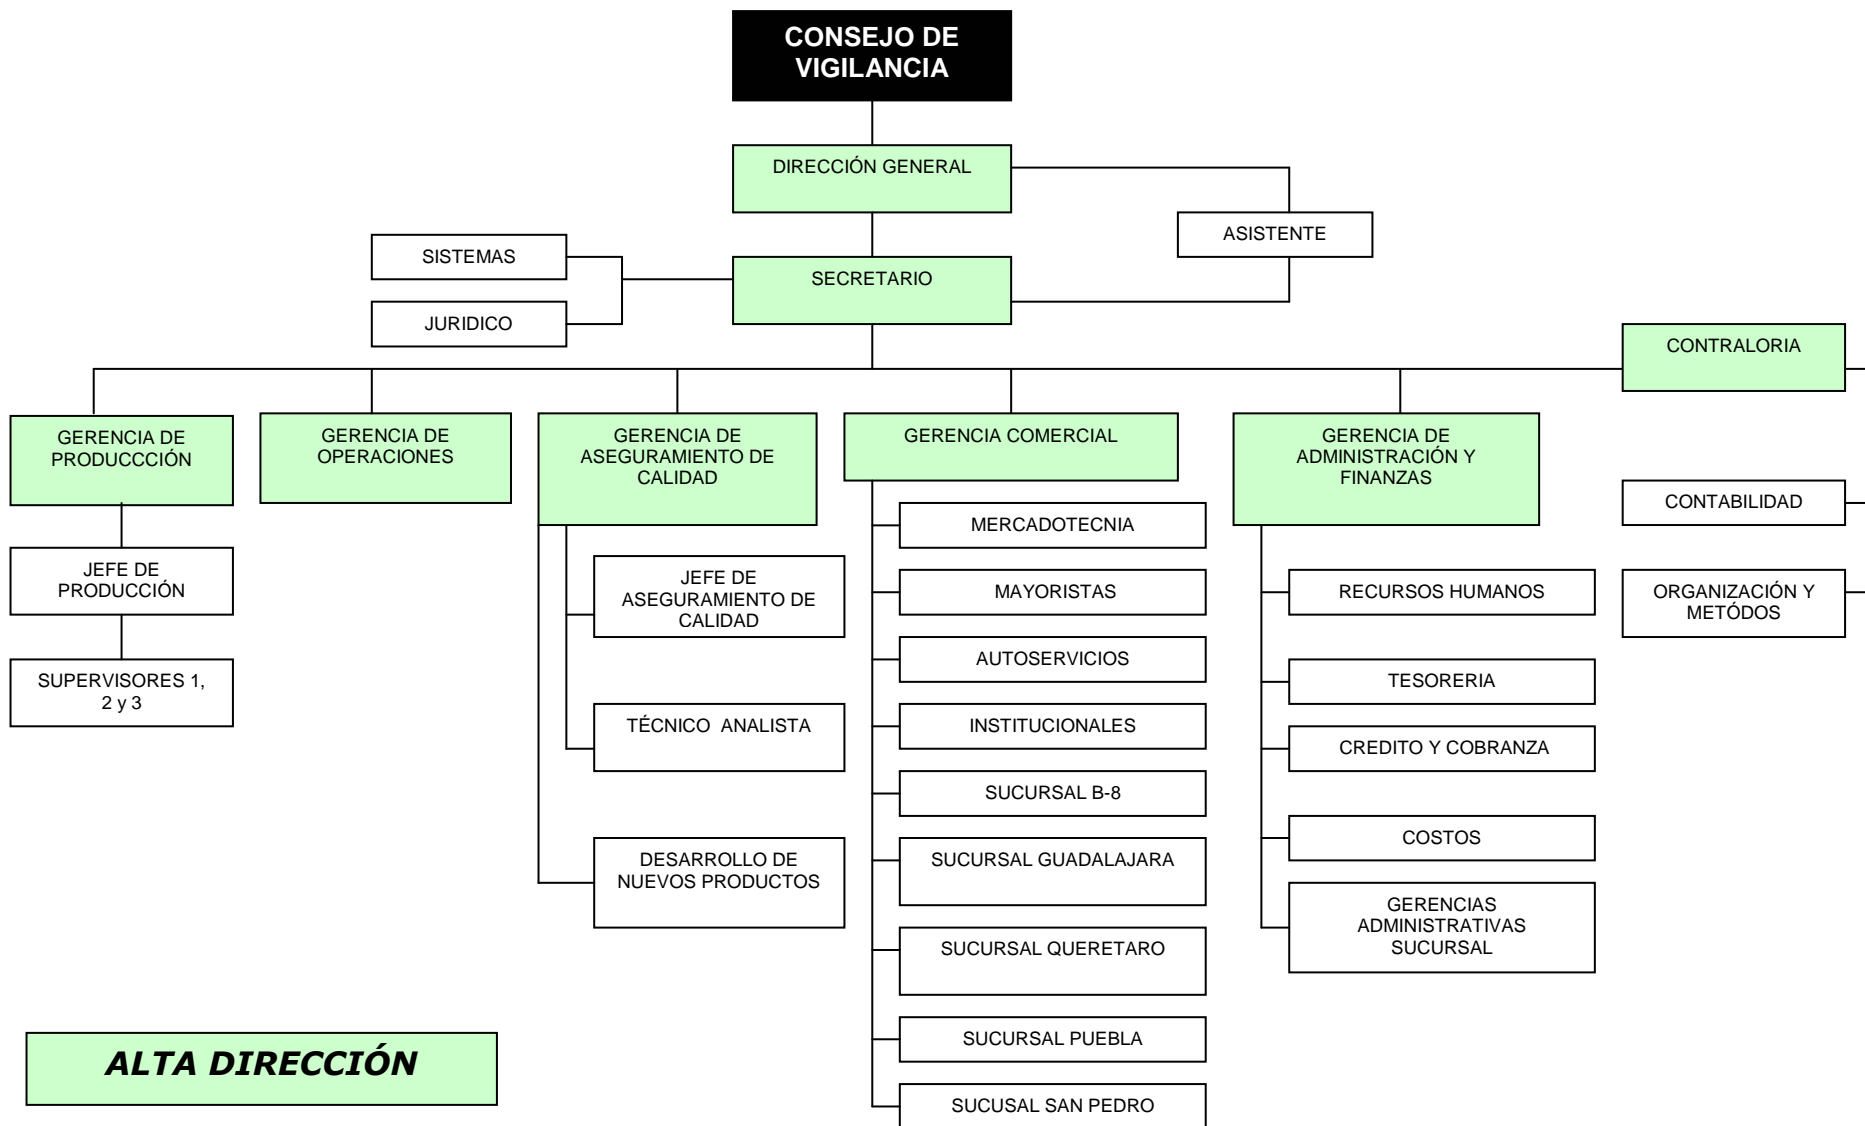 CONSEJO DE
VIGILANCIA
DIRECCIÓN GENERAL
ASISTENTE
SISTEMAS
SECRETARIO
JURIDICO
CONTRALORIA
GERENCIA DE
PRODUCCCIÓN
GERENCIA DE
OPERACIONES
GERENCIA DE
ASEGURAMIENTO DE
CALIDAD
GERENCIA COMERCIAL
GERENCIA DE
ADMINISTRACIÓN Y
FINANZAS
JEFE DE
PRODUCCIÓN
SUPERVISORES 1,
2 y 3
JEFE DE
ASEGURAMIENTO DE
CALIDAD
TÉCNICO  ANALISTA
DESARROLLO DE
NUEVOS PRODUCTOS
MERCADOTECNIA
MAYORISTAS
AUTOSERVICIOS
INSTITUCIONALES
SUCURSAL B-8
SUCURSAL GUADALAJARA
SUCURSAL QUERETARO
SUCURSAL PUEBLA
SUCUSAL SAN PEDRO
RECURSOS HUMANOS
TESORERIA
CREDITO Y COBRANZA
COSTOS
GERENCIAS
ADMINISTRATIVAS
SUCURSAL
CONTABILIDAD
ORGANIZACIÓN Y
METÓDOS
ALTA DIRECCIÓN